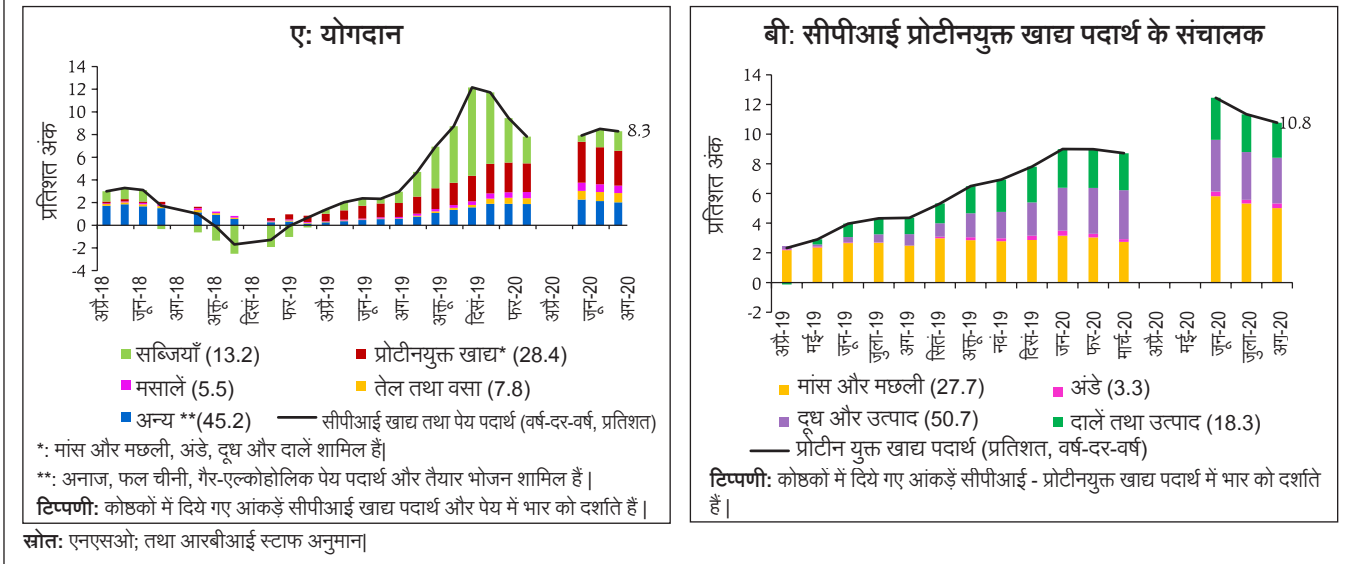 ए: योगदान
प्रतिशत अंक
14
12
10
8
6
4
2
0
-2
-4
8.3
अप्रै-18
जून-18
अग-18
अक्तू-18
दिसं-18
फर-19
अप्रै-19
जून-19
अग-19
अक्तू-19
दिसं-19
फर-20
अप्रै-20
जून-20
अग-20
सब्जियाँ (13.2)
प्रोटीनयुक्त खाद्य* (28.4)
मसालें (5.5)
तेल तथा वसा (7.8)
अन्य **(45.2)
सीपीआई खाद्य तथा पेय पदार्थ (वर्ष-दर-वर्ष, प्रतिशत)
*: मांस और मछली, अंडे, दूध और दालें शामिल हैं|
**: अनाज, फल चीनी, गैर-एल्कोहोलिक पेय पदार्थ और तैयार भोजन शामिल हैं |
टिप्पणी: कोष्ठकों में दिये गए आंकड़ें सीपीआई खाद्य पदार्थ और पेय में भार को दर्शाते हैं |
बी: सीपीआई प्रोटीनयुक्त खाद्य पदार्थ के संचालक
प्रतिशत अंक
14
12
10
8
6
4
2
0
-2
10.8
अप्रै-19
मई-19
जून-19
जुला-19
अग-19
सितं-19
अक्तू-19
नवं-19
दिसं-19
जन-20
फर-20
मार्च-20
अप्रै-20
मई-20
जून-20
जुला-20
अग-20
मांस और मछली (27.7)
अंडे (3.3)
दूध और उत्पाद (50.7)
दालें तथा उत्पाद (18.3)
प्रोटीन युक्त खाद्य पदार्थ (प्रतिशत, वर्ष-दर-वर्ष)
टिप्पणी: कोष्ठकों में दिये गए आंकड़ें सीपीआई - प्रोटीनयुक्त खाद्य पदार्थ में भार को दर्शाते
हैं |
स्रोत: एनएसओ; तथा आरबीआई स्टाफ अनुमान|